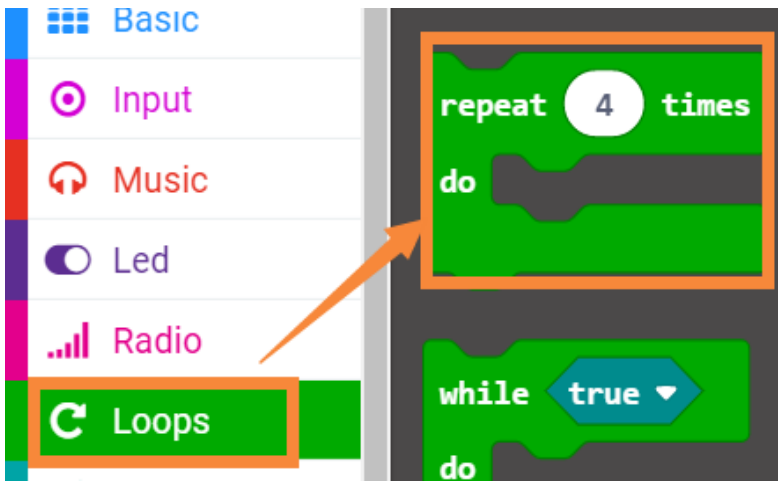 Basic
Input
Music
Led
Radio
Loops
repeat 4 times
do
while true
do